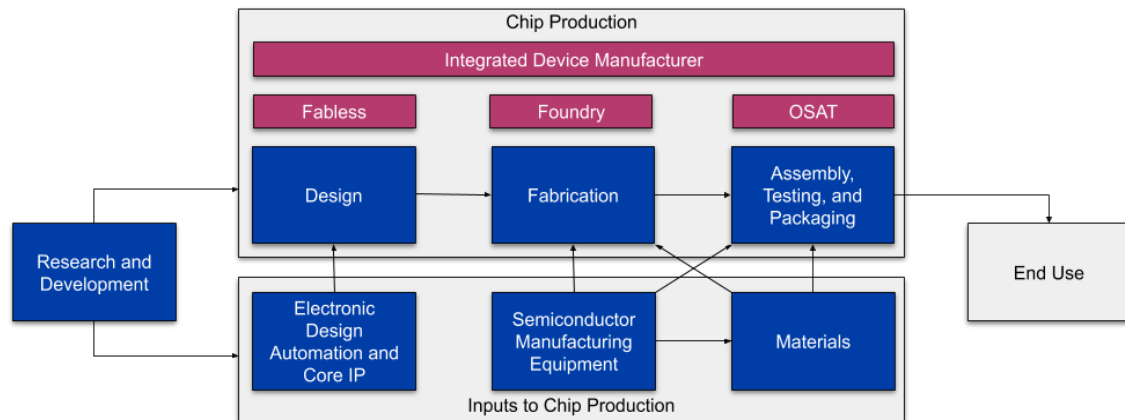 Chip Production
Integrated Device Manufacturer
Fabless
Foundry
OSAT
Design
Fabrication
Assembly,
Testing, and
Packaging
Research and
Development
End Use
Electronic
Design
Automation and
Core IP
Semiconductor
Manufacturing
Equipment
Materials
Inputs to Chip Production